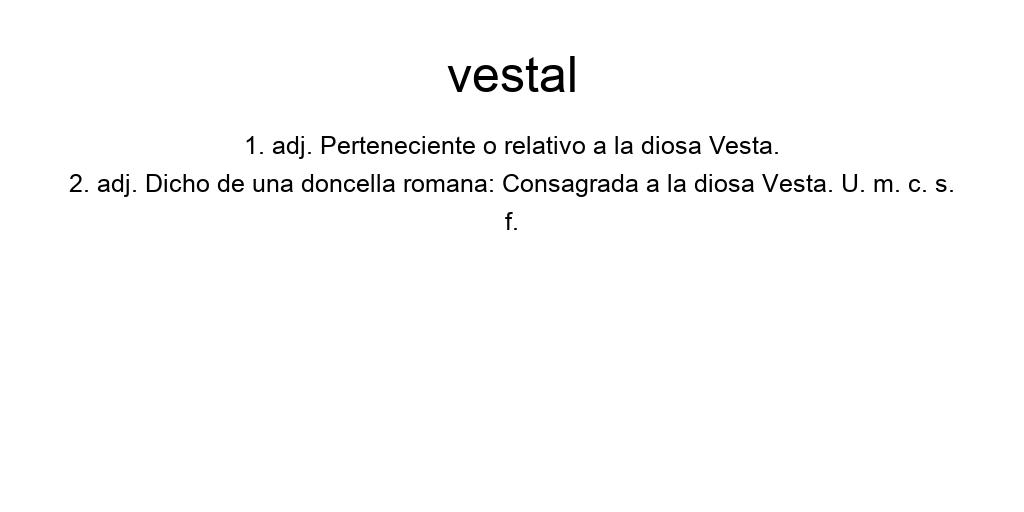 vestal
1. adj. Perteneciente o relativo a la diosa Vesta.
2. adj. Dicho de una doncella romana: Consagrada a la diosa Vesta. U. m. c. s.
f.